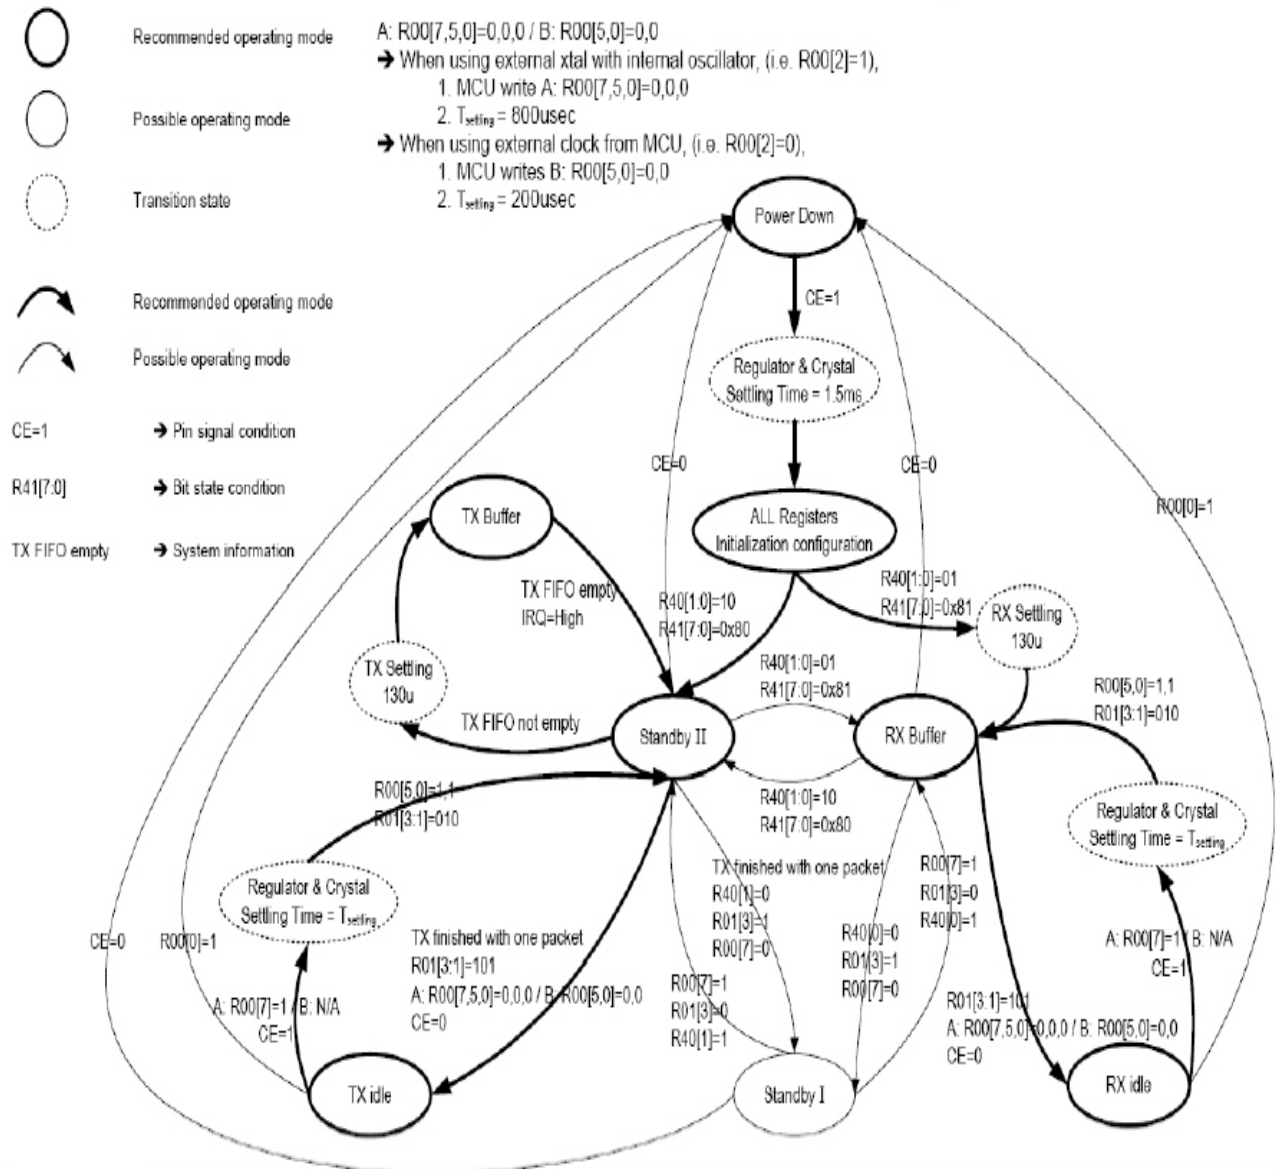 Recommended operating mode
Possible operating mode
Transition state
Recommended operating mode
Possible operating mode
CE=1 ➔ Pin signal condition
R41[7:0] ➔ Bit state condition
TX FIFO empty ➔ System information
A: R00[7,5,0]=0,0,0 / B: R00[5,0]=0,0
➔ When using external xtal with internal oscillator, (i.e. R00[2]=1),
1. MCU write A: R00[7,5,0]=0,0,0
2. Tsetting = 800usec
➔ When using external clock from MCU, (i.e. R00[2]=0),
1. MCU writes B: R00[5,0]=0,0
2. Tsetting = 200usec
Power Down
CE=1
Regulator & Crystal
Settling Time = 1.5ms
CE=0
CE=0
R00[0]=1
ALL Registers
Initialization configuration
TX Buffer
TX FIFO empty
IRQ=High
R40[1:0]=10
R41[7:0]=0x80
R40[1:0]=01
R41[7:0]=0x81
RX Settling
130u
TX Settling
130u
TX FIFO not empty
R40[1:0]=01
R41[7:0]=0x81
R00[5,0]=1,1
R01[3:1]=010
Standby II
RX Buffer
R40[1:0]=10
R41[7:0]=0x80
R00[5,0]=1,1
R01[3:1]=010
Regulator & Crystal
Settling Time = Tsetting
Regulator & Crystal
Settling Time = Tsetting
TX finished with one packet
R40[1]=0
R01[3]=1
R00[7]=0
R00[7]=1
R01[3]=0
R40[0]=1
CE=0
R00[0]=1
TX finished with one packet
R01[3:1]=101
A: R00[7,5,0]=0,0,0 / B: R00[5,0]=0,0
CE=0
R40[0]=0
R01[3]=1
R00[7]=0
A: R00[7]=1 / B: N/A
CE=1
R00[7]=1
R01[3]=0
R40[1]=1
A: R00[7]=1 / B: N/A
CE=1
R01[3:1]=101
A: R00[7,5,0]=0,0,0 / B: R00[5,0]=0,0
CE=0
TX idle
Standby I
RX idle